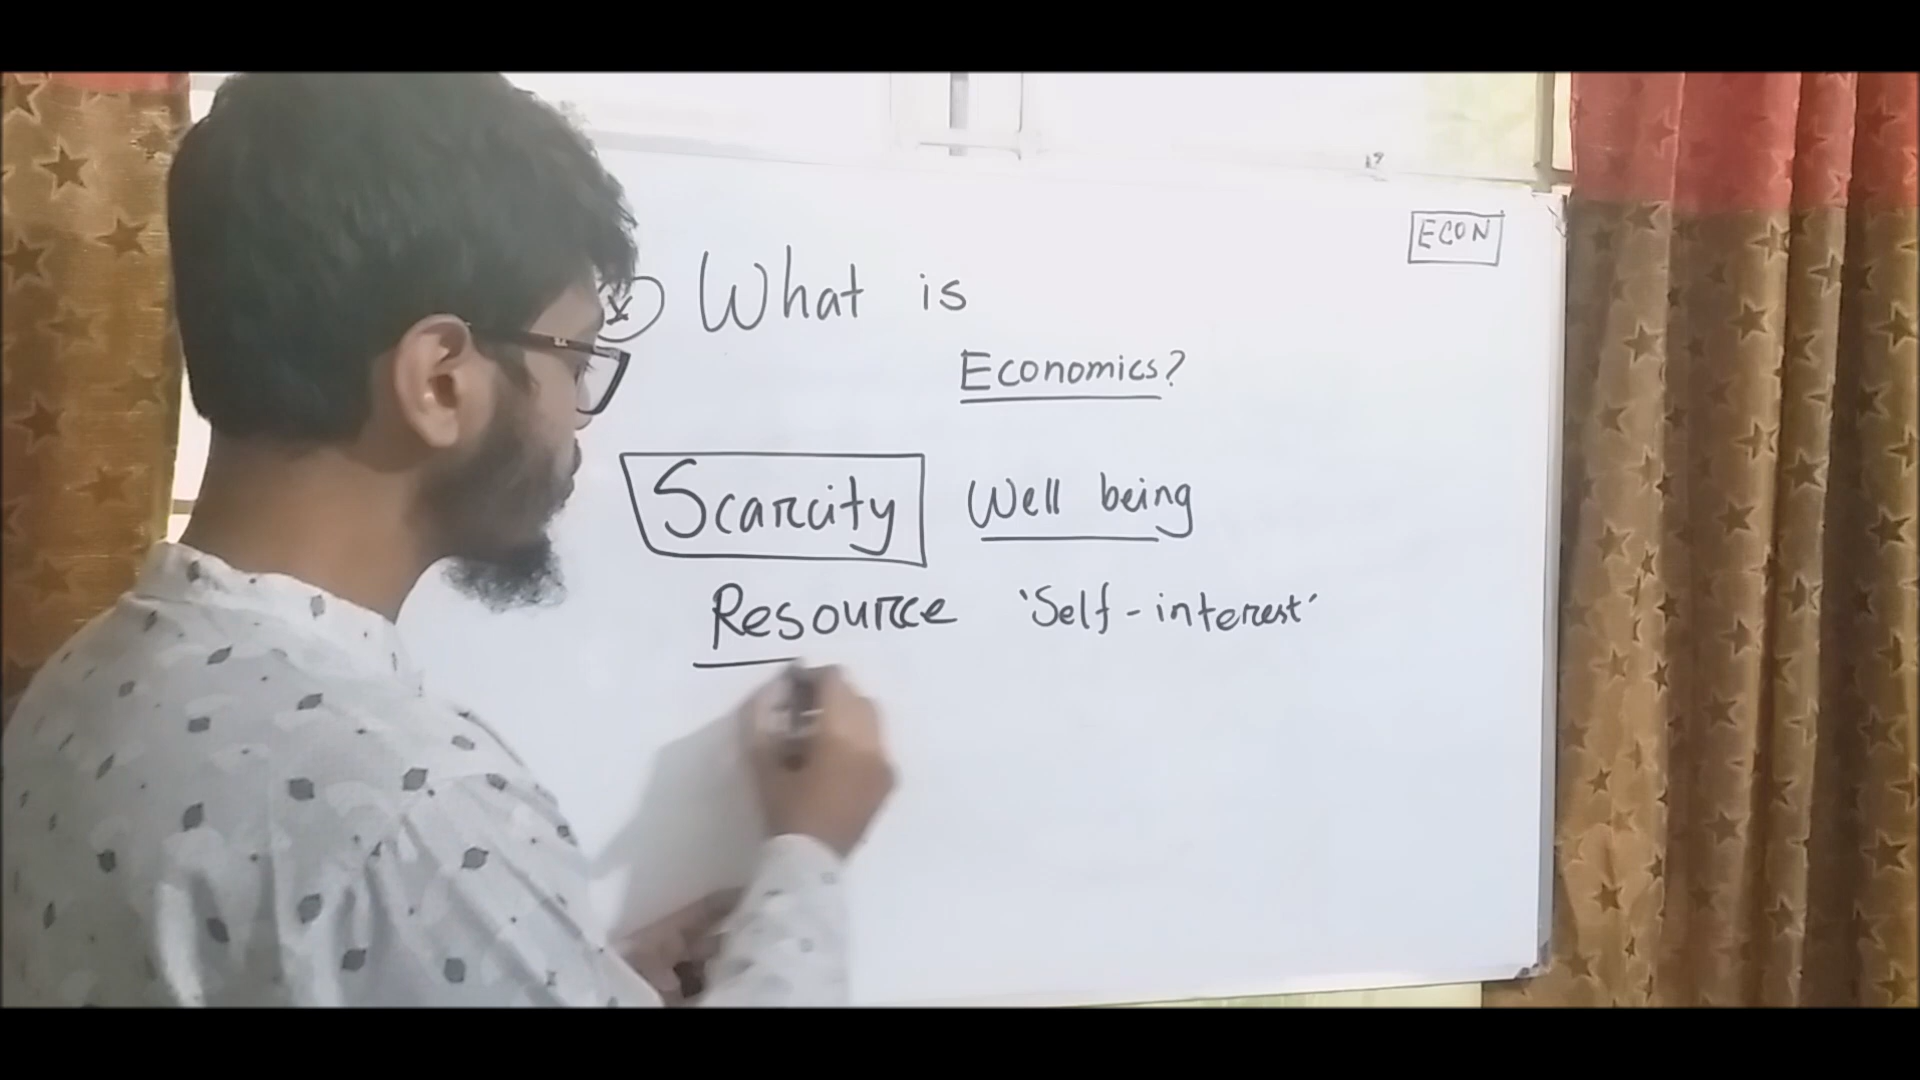 ECON
What is
Economics?
Scarcity Well being
Resource 'Self-interest'